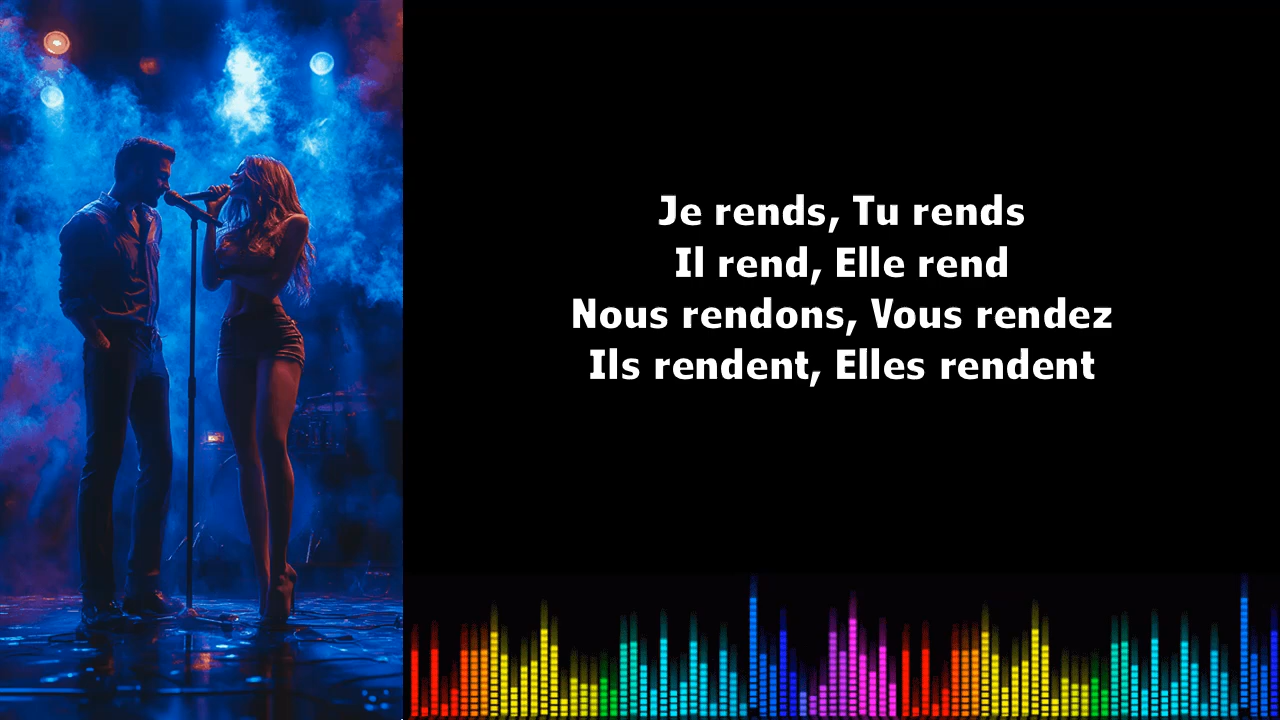 Je rends, Tu rends
Il rend, Elle rend
Nous rendons, Vous rendez
Ils rendent, Elles rendent